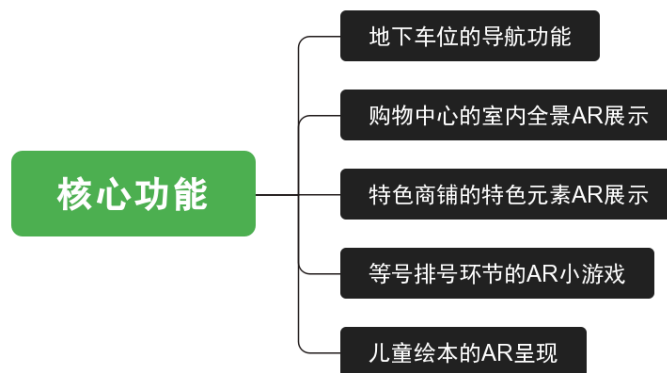 核心功能
地下车位的导航功能
购物中心的室内全景AR展示
特色商铺的特色元素AR展示
等号排号环节的AR小游戏
儿童绘本的AR呈现